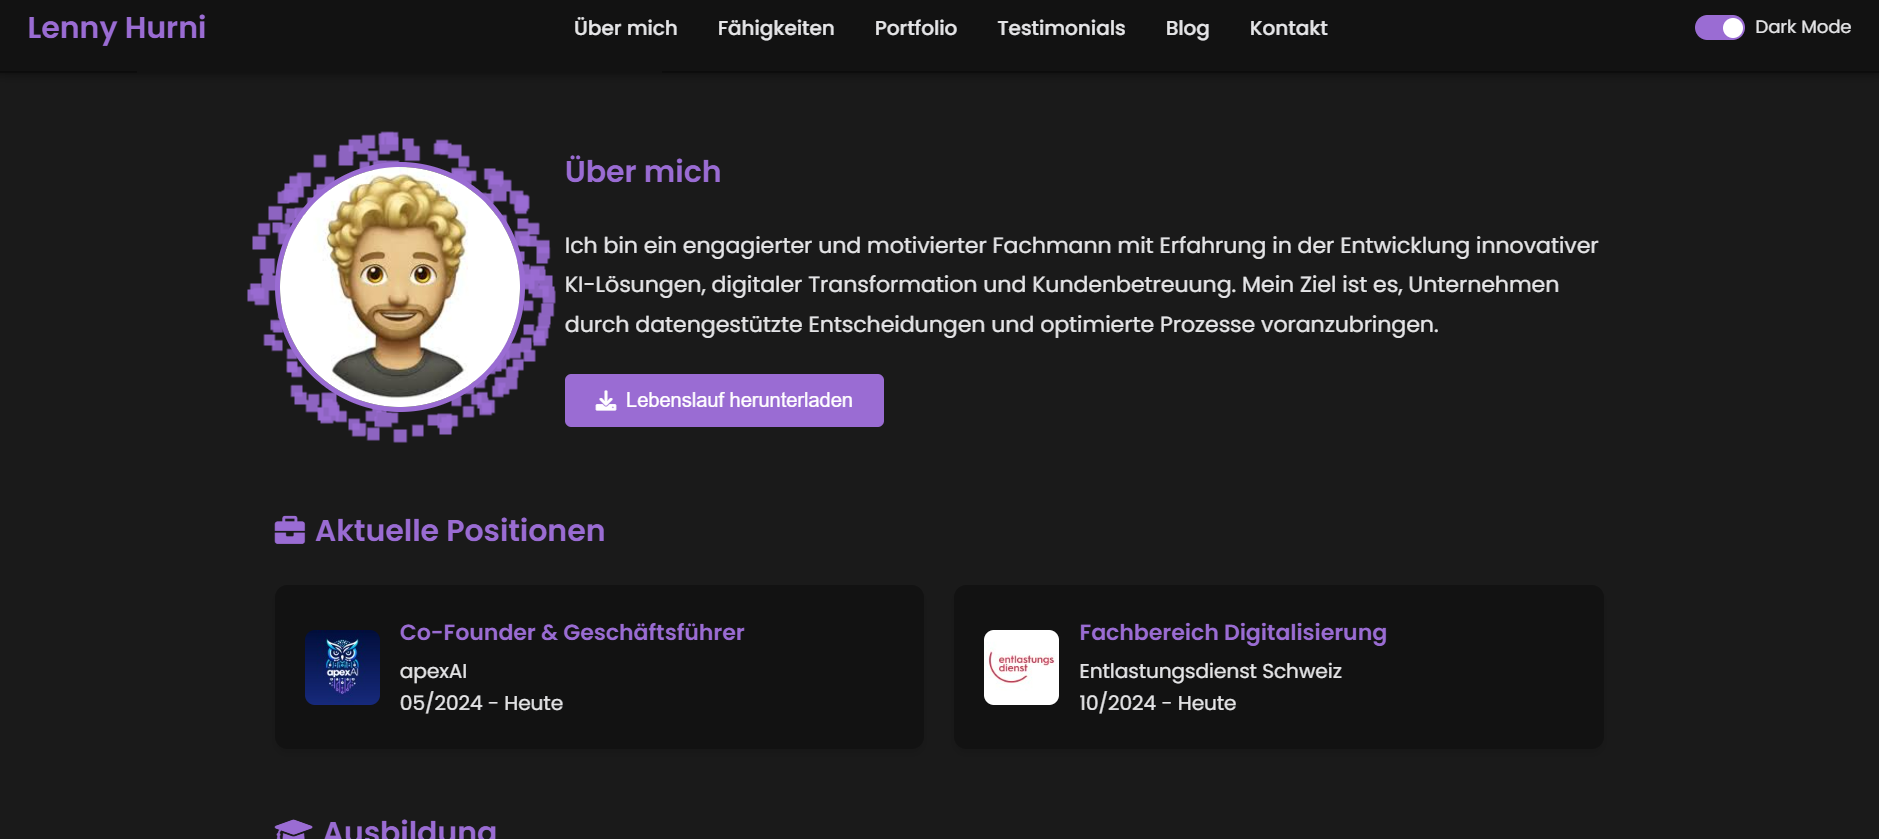 Lenny Hurni
Über mich
Fähigkeiten
Portfolio
Testimonials
Blog
Kontakt
Dark Mode
Über mich
Ich bin ein engagierter und motivierter Fachmann mit Erfahrung in der Entwicklung innovativer
KI-Lösungen, digitaler Transformation und Kundenbetreuung. Mein Ziel ist es, Unternehmen
durch datengestützte Entscheidungen und optimierte Prozesse voranzubringen.
Lebenslauf herunterladen
Aktuelle Positionen
apexAI
Co-Founder & Geschäftsführer
apexAI
05/2024 - Heute
entlastungs
dienst
Fachbereich Digitalisierung
Entlastungsdienst Schweiz
10/2024 - Heute
Ausbildung